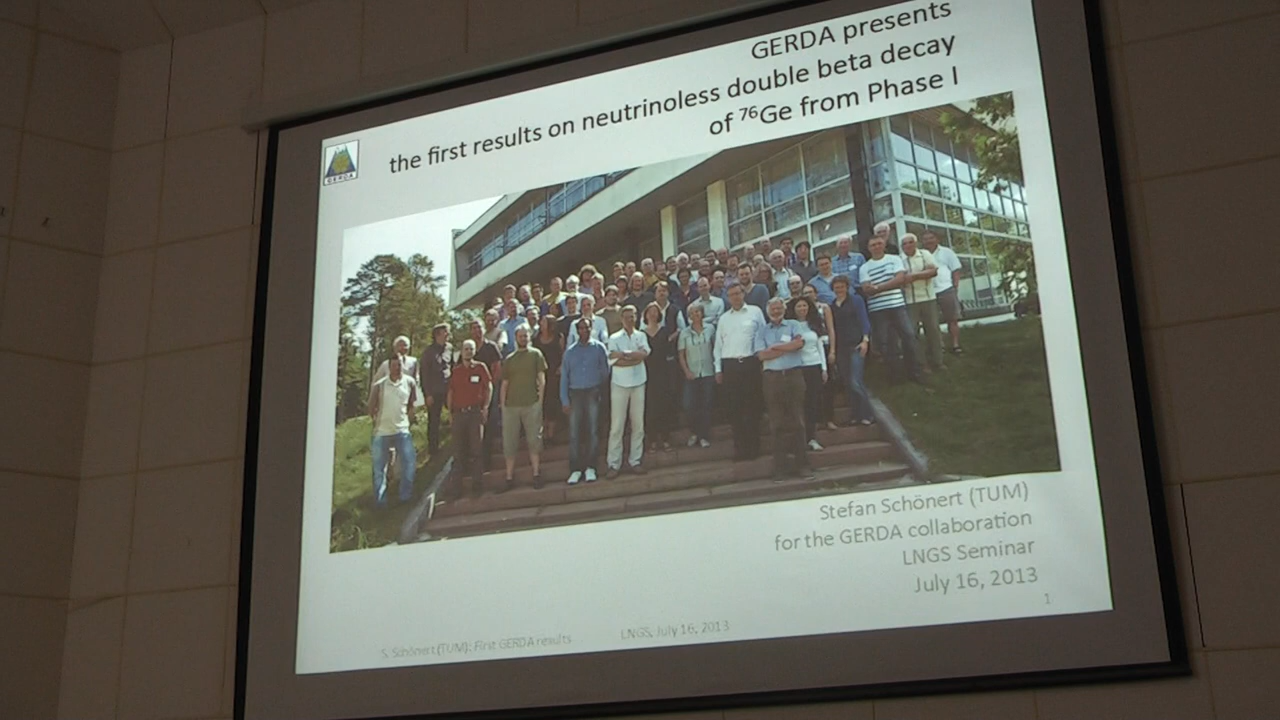 GERDA presents
the first results on neutrinoless double beta decay
of ⁷⁶Ge from Phase I
GERDA
Stefan Schönert (TUM)
for the GERDA collaboration
LNGS Seminar
July 16, 2013
1
S. Schönert (TUM): First GERDA results
LNGS, July 16, 2013